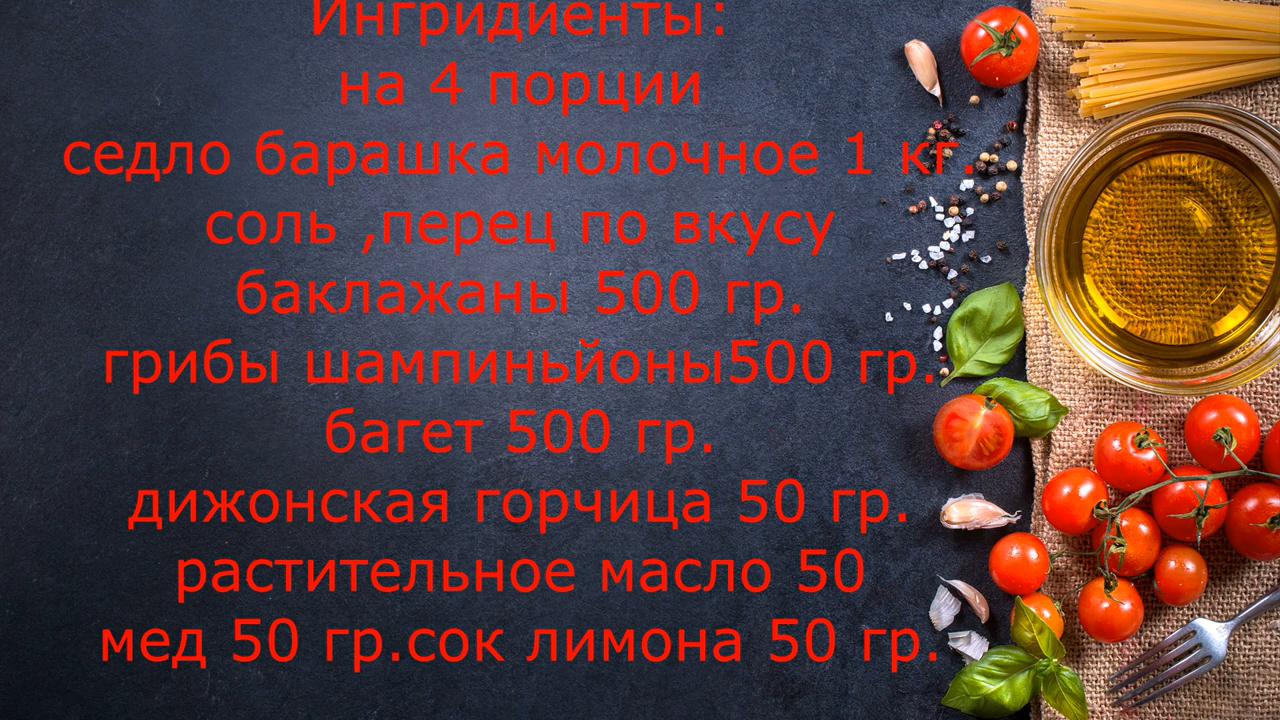 Ингридиенты:
на 4 порции
седло барашка молочное 1 кг.
соль ,перец по вкусу
баклажаны 500 гр.
грибы шампиньйоны500 гр.
багет 500 гр.
дижонская горчица 50 гр.
растительное масло 50
мед 50 гр.сок лимона 50 гр.